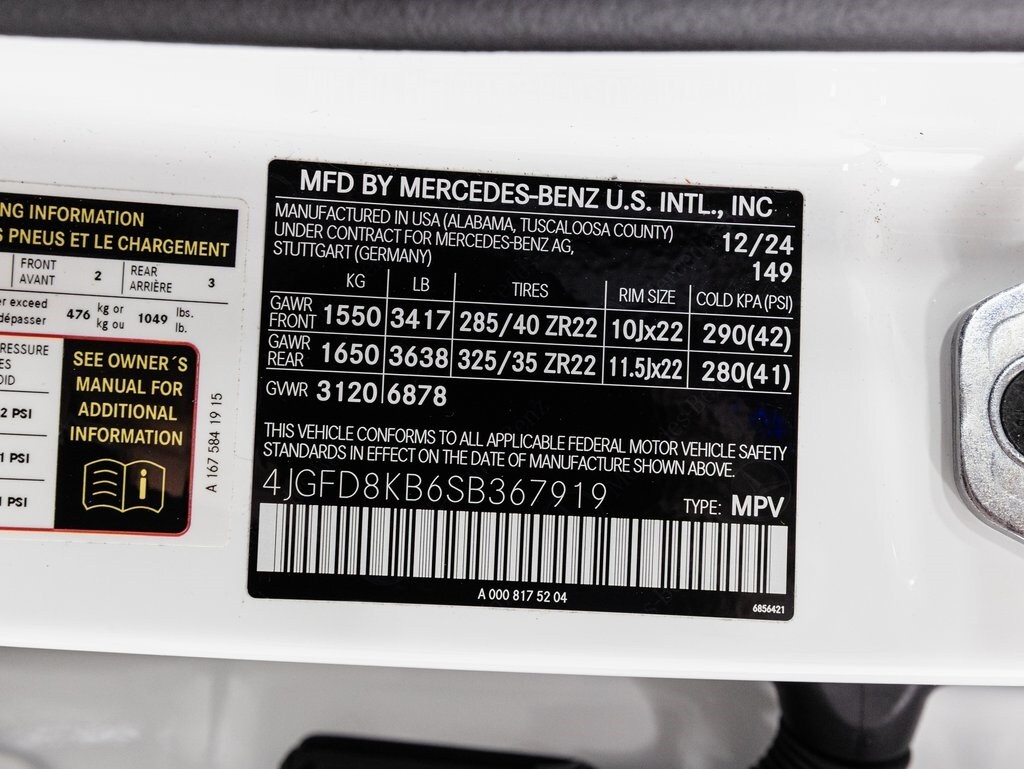 NG INFORMATION
S PNEUS ET LE CHARGEMENT
FRONT AVANT 2 REAR ARRIÈRE 3
er exceed
dépasser 476 kg or kg ou 1049 lbs. lb.
RESSURE
ES
OID
2 PSI
1 PSI
1 PSI
SEE OWNER´S
MANUAL FOR
ADDITIONAL
INFORMATION
i
A 167 584 19 15
MFD BY MERCEDES-BENZ U.S. INTL., INC
MANUFACTURED IN USA (ALABAMA, TUSCALOOSA COUNTY) 12/24
UNDER CONTRACT FOR MERCEDES-BENZ AG,
STUTTGART (GERMANY) 149
KG LB TIRES RIM SIZE COLD KPA(PSI)
GAWR FRONT 1550 3417 285/40 ZR22 10Jx22 290(42)
GAWR REAR 1650 3638 325/35 ZR22 11.5Jx22 280(41)
GVWR 3120 6878
THIS VEHICLE CONFORMS TO ALL APPLICABLE FEDERAL MOTOR VEHICLE SAFETY
STANDARDS IN EFFECT ON THE DATE OF MANUFACTURE SHOWN ABOVE.
4JGFD8KB6SB367919 TYPE: MPV
A 000 817 52 04
6856421